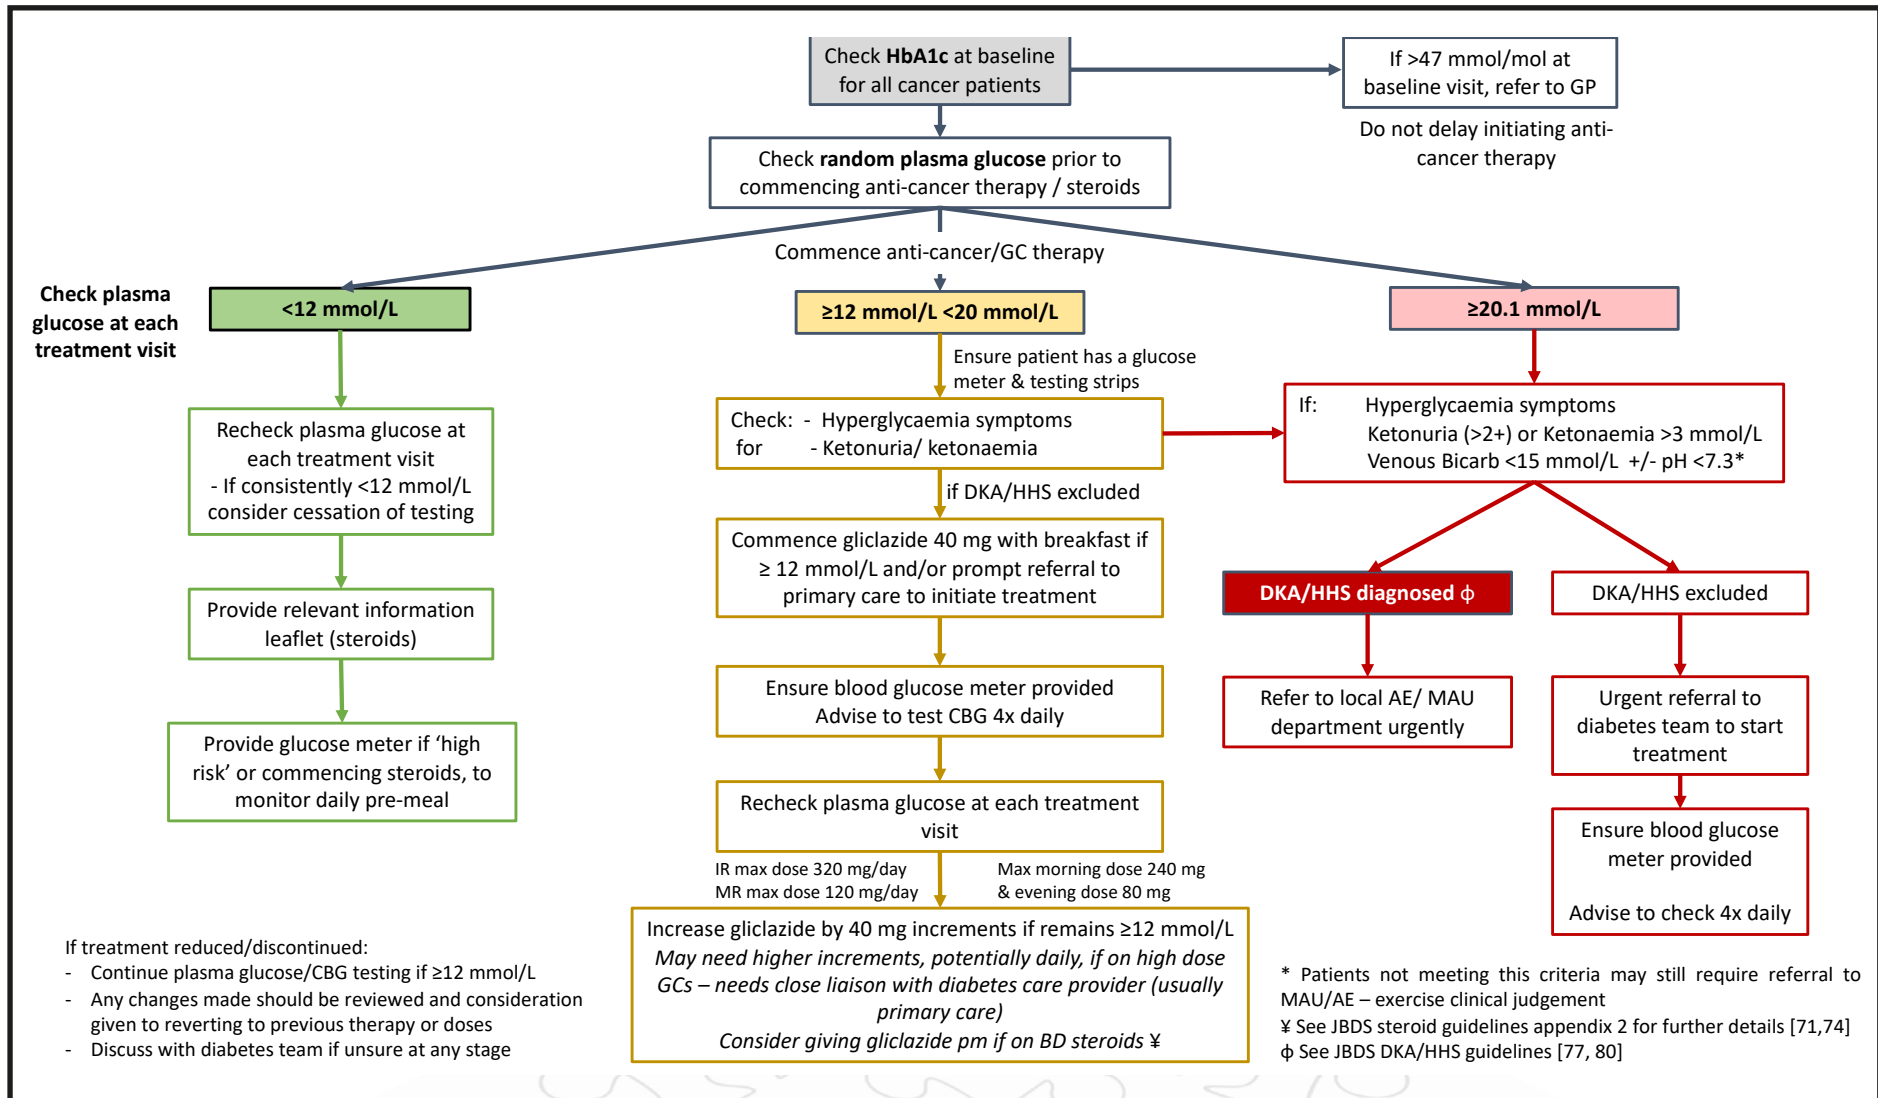 Check HbA1c at baseline
for all cancer patients
If >47 mmol/mol at
baseline visit, refer to GP
Do not delay initiating anti-
cancer therapy
Check random plasma glucose prior to
commencing anti-cancer therapy / steroids
Commence anti-cancer/GC therapy
Check plasma
glucose at each
treatment visit
<12 mmol/L
≥12 mmol/L <20 mmol/L
≥20.1 mmol/L
Recheck plasma glucose at
each treatment visit
- If consistently <12 mmol/L
consider cessation of testing
Provide relevant information
leaflet (steroids)
Provide glucose meter if ‘high
risk’ or commencing steroids, to
monitor daily pre-meal
Ensure patient has a glucose
meter & testing strips
Check: - Hyperglycaemia symptoms
for - Ketonuria/ ketonaemia
if DKA/HHS excluded
Commence gliclazide 40 mg with breakfast if
≥ 12 mmol/L and/or prompt referral to
primary care to initiate treatment
Ensure blood glucose meter provided
Advise to test CBG 4x daily
Recheck plasma glucose at each treatment
visit
IR max dose 320 mg/day
MR max dose 120 mg/day
Max morning dose 240 mg
& evening dose 80 mg
Increase gliclazide by 40 mg increments if remains ≥12 mmol/L
May need higher increments, potentially daily, if on high dose
GCs – needs close liaison with diabetes care provider (usually
primary care)
Consider giving gliclazide pm if on BD steroids ¥
If: Hyperglycaemia symptoms
Ketonuria (>2+) or Ketonaemia >3 mmol/L
Venous Bicarb <15 mmol/L +/- pH <7.3*
DKA/HHS diagnosed ϕ
DKA/HHS excluded
Refer to local AE/ MAU
department urgently
Urgent referral to
diabetes team to start
treatment
Ensure blood glucose
meter provided
Advise to check 4x daily
If treatment reduced/discontinued:
- Continue plasma glucose/CBG testing if ≥12 mmol/L
- Any changes made should be reviewed and consideration
given to reverting to previous therapy or doses
- Discuss with diabetes team if unsure at any stage
* Patients not meeting this criteria may still require referral to
MAU/AE – exercise clinical judgement
¥ See JBDS steroid guidelines appendix 2 for further details [71,74]
ϕ See JBDS DKA/HHS guidelines [77, 80]